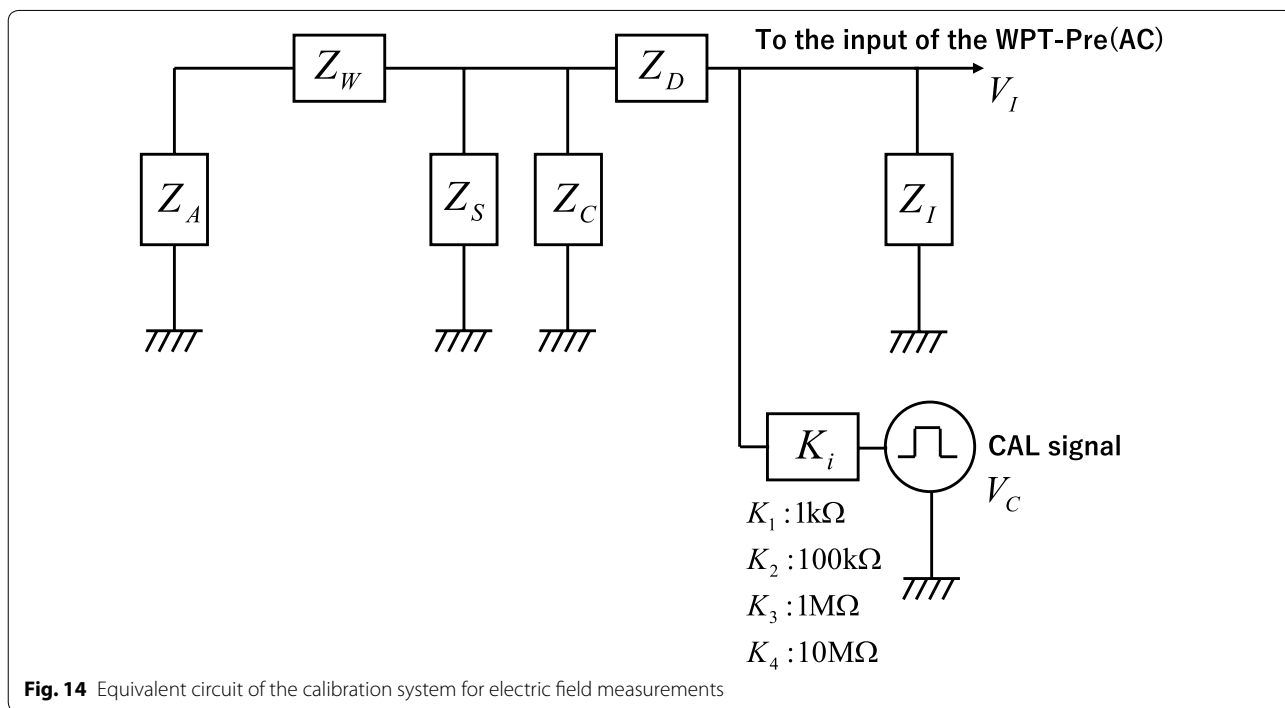 To the input of the WPT-Pre(AC)
Z_W
Z_D
V_I
Z_A
Z_S
Z_C
Z_I
K_i
CAL signal
V_C
K_1 : 1kΩ
K_2 : 100kΩ
K_3 : 1MΩ
K_4 : 10MΩ
Fig. 14 Equivalent circuit of the calibration system for electric field measurements